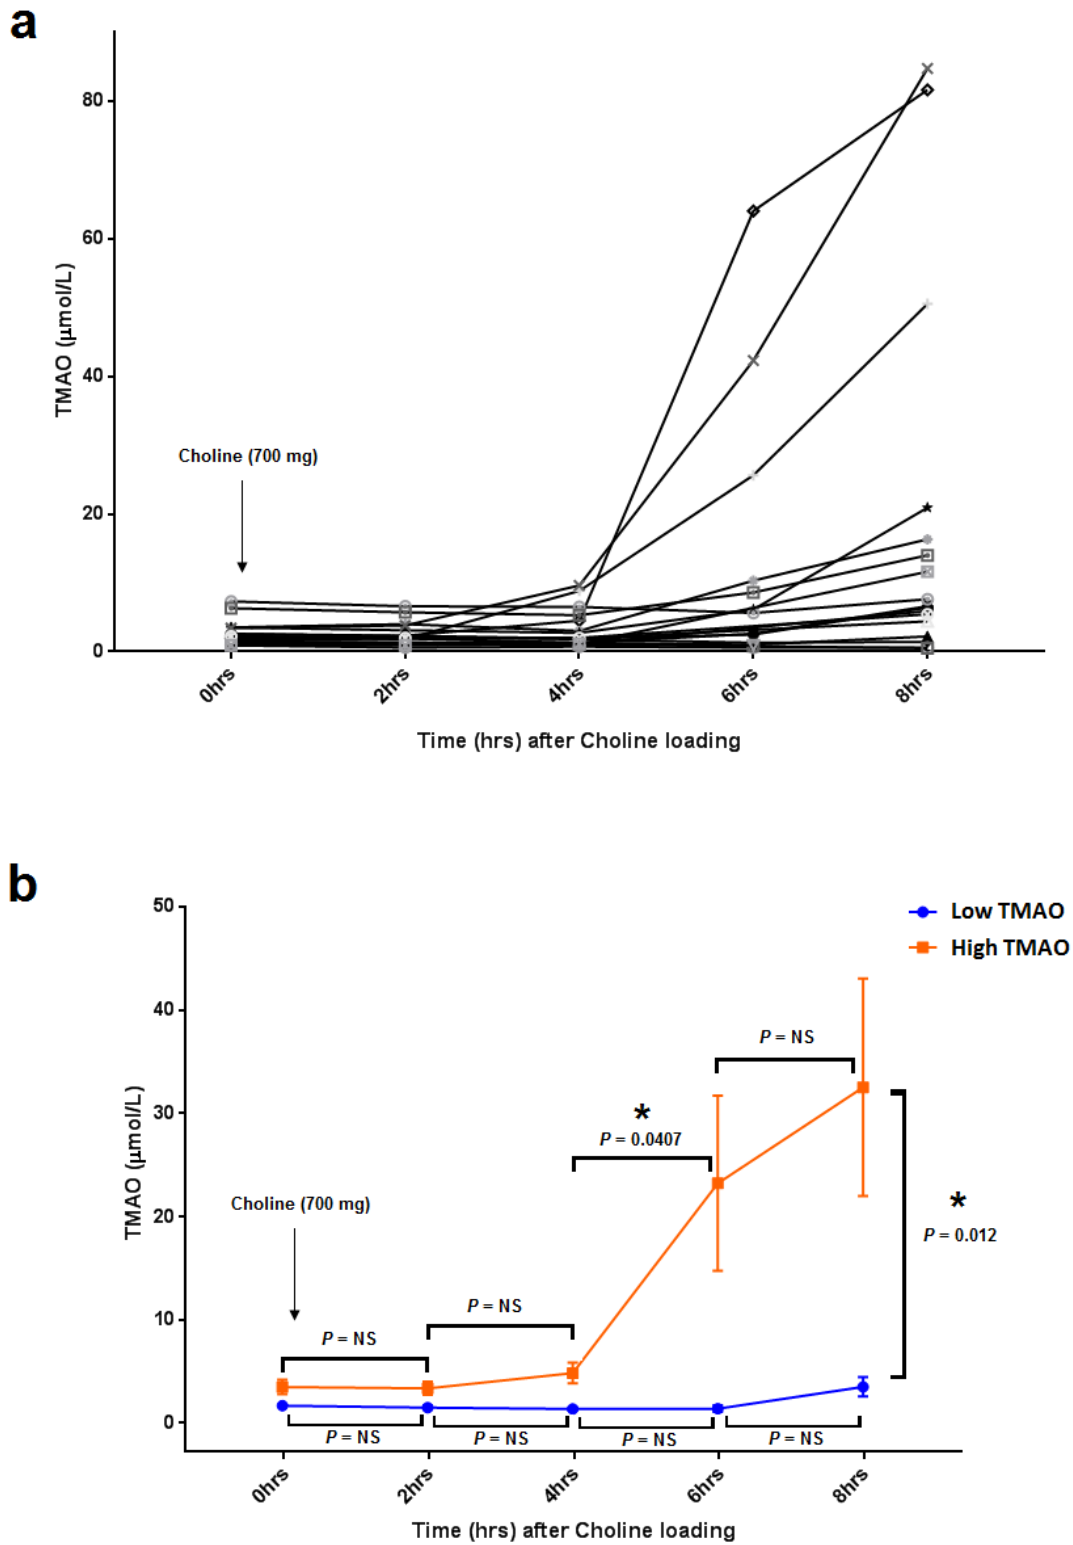 a
80
60
40
20
0
TMAO (μmol/L)
Choline (700 mg)
0hrs
2hrs
4hrs
6hrs
8hrs
Time (hrs) after Choline loading
b
50
40
30
20
10
0
TMAO (μmol/L)
Low TMAO
High TMAO
P = NS
*
P = 0.0407
Choline (700 mg)
*
P = 0.012
P = NS
P = NS
P = NS
P = NS
P = NS
P = NS
0hrs
2hrs
4hrs
6hrs
8hrs
Time (hrs) after Choline loading